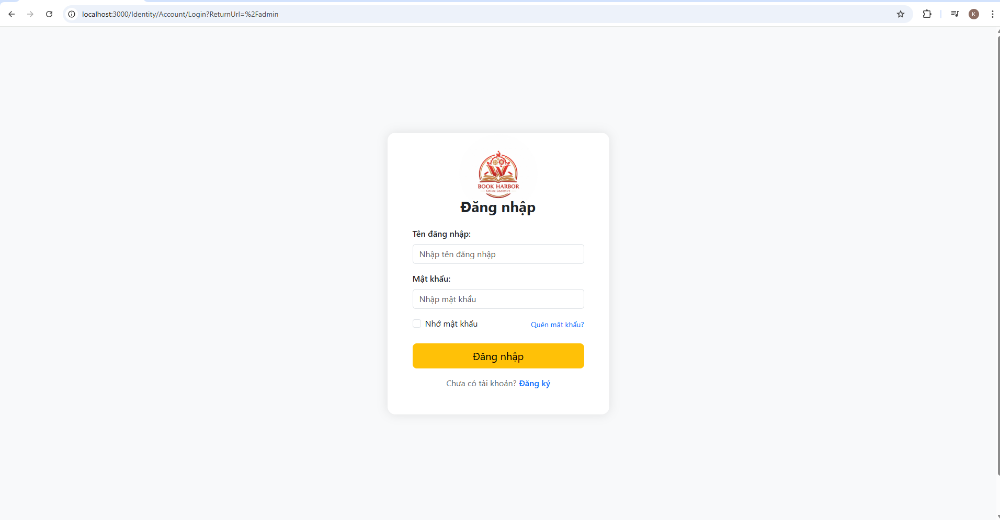 localhost:3000/Identity/Account/Login?ReturnUrl=%2Fadmin
K
W
BOOK HARBOR
Online Bookstire
Đăng nhập
Tên đăng nhập:
Nhập tên đăng nhập
Mật khẩu:
Nhập mật khẩu
Nhớ mật khẩu
Quên mật khẩu?
Đăng nhập
Chưa có tài khoản? Đăng ký